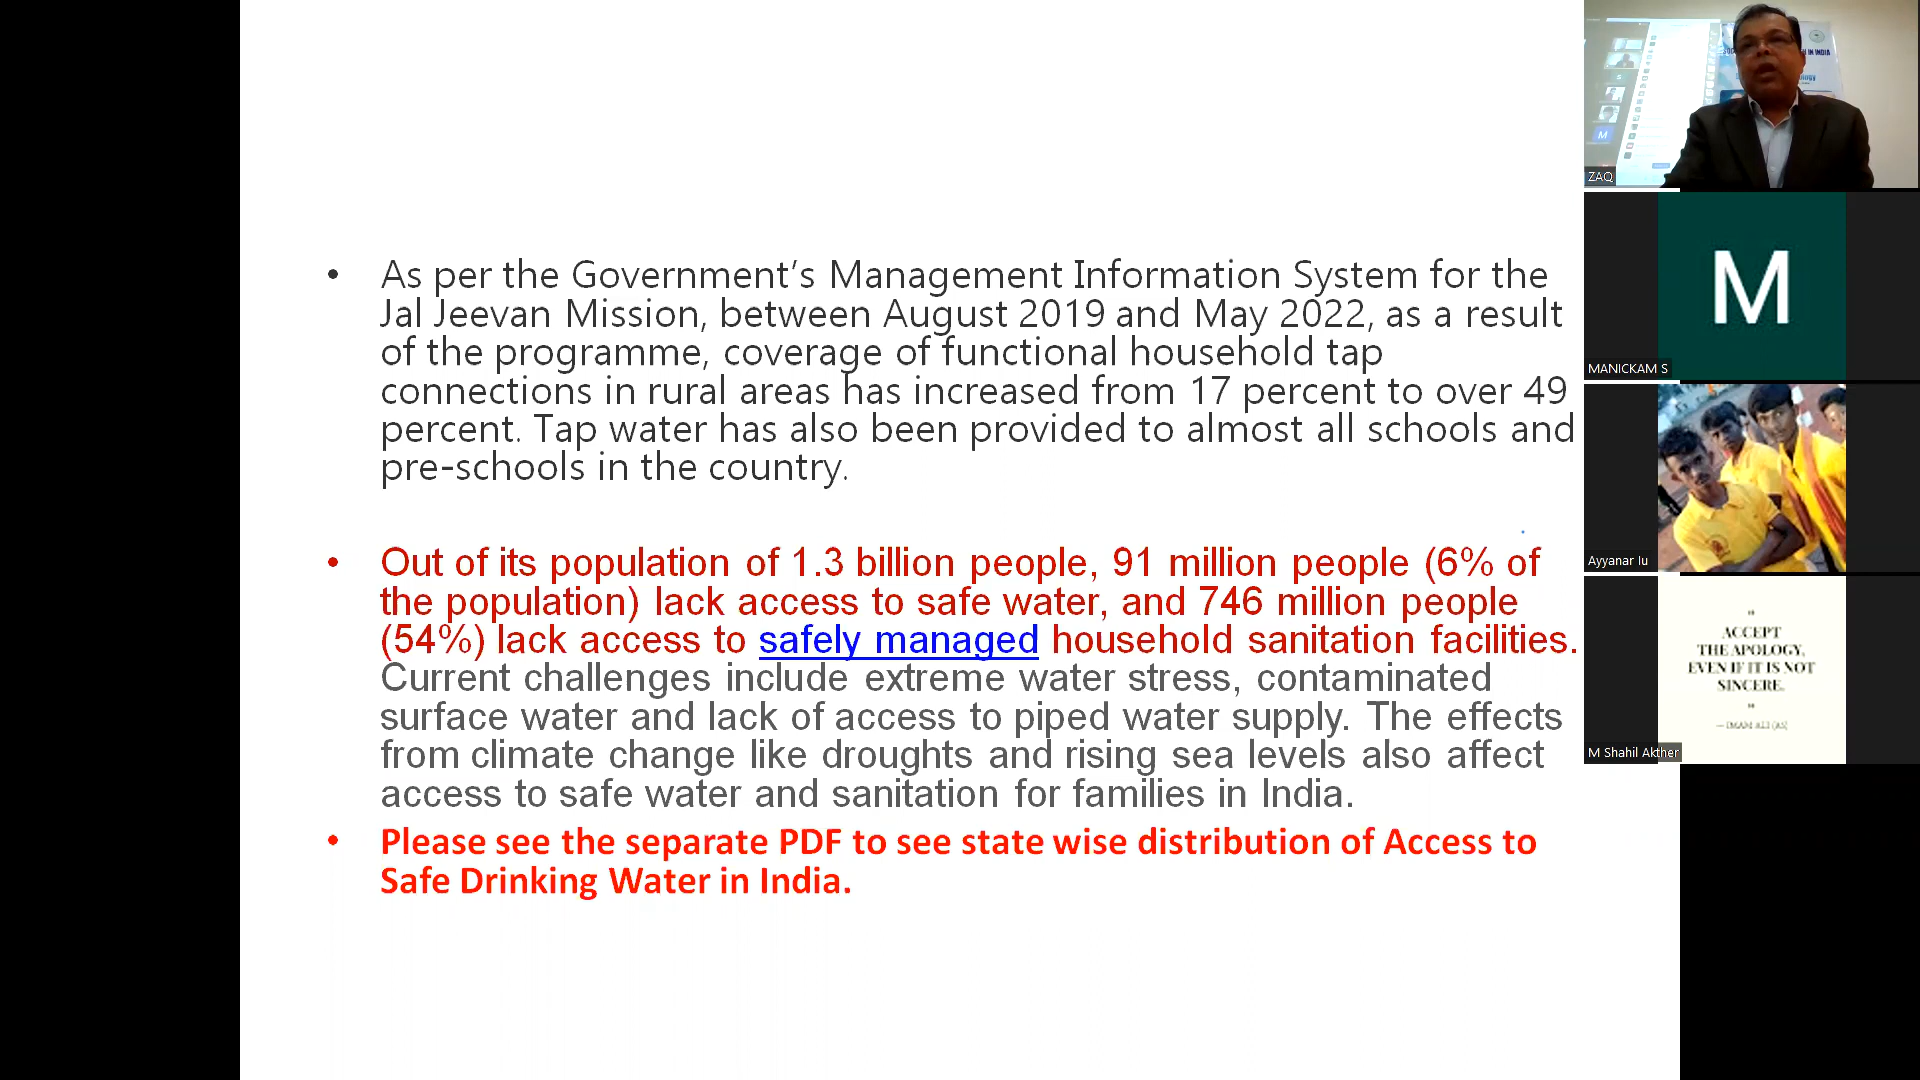 • As per the Government’s Management Information System for the
Jal Jeevan Mission, between August 2019 and May 2022, as a result
of the programme, coverage of functional household tap
connections in rural areas has increased from 17 percent to over 49
percent. Tap water has also been provided to almost all schools and
pre-schools in the country.
• Out of its population of 1.3 billion people, 91 million people (6% of
the population) lack access to safe water, and 746 million people
(54%) lack access to safely managed household sanitation facilities.
Current challenges include extreme water stress, contaminated
surface water and lack of access to piped water supply. The effects
from climate change like droughts and rising sea levels also affect
access to safe water and sanitation for families in India.
• Please see the separate PDF to see state wise distribution of Access to
Safe Drinking Water in India.
IN INDIA
M
ZAQ
M
MANICKAM S
Ayyanar Iu
"
ACCEPT
THE APOLOGY,
EVEN IF IT IS NOT
SINCERE.
"
— IMAM ALI (AS)
M Shahil Akther